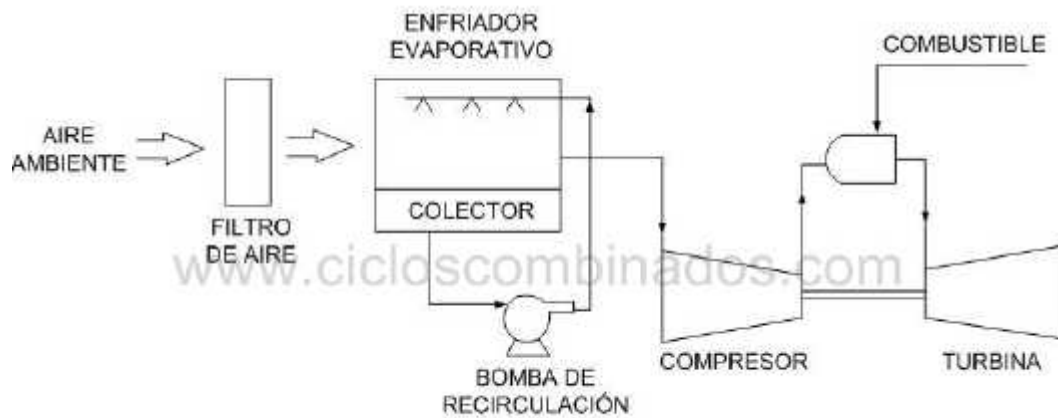 ENFRIADOR
EVAPORATIVO
COMBUSTIBLE
AIRE
AMBIENTE
COLECTOR
FILTRO
DE AIRE
www.cicloscombinados.com
COMPRESOR
TURBINA
BOMBA DE
RECIRCULACIÓN